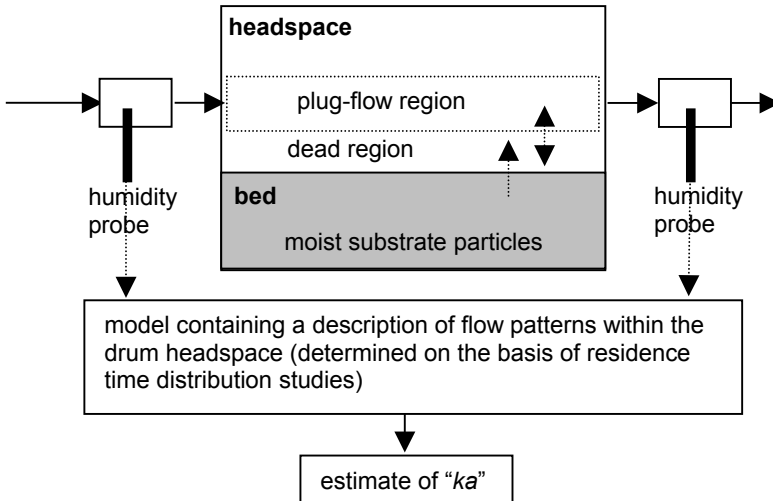 headspace
plug-flow region
dead region
humidity
probe
bed
moist substrate particles
humidity
probe
model containing a description of flow patterns within the
drum headspace (determined on the basis of residence
time distribution studies)
estimate of “ka”